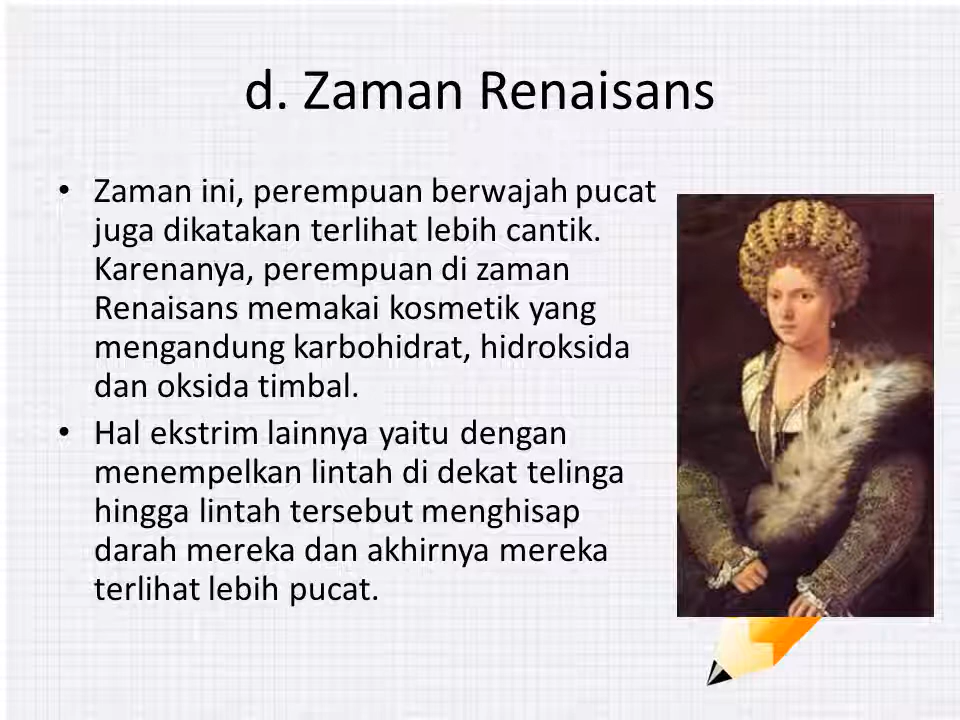 d. Zaman Renaisans
• Zaman ini, perempuan berwajah pucat
juga dikatakan terlihat lebih cantik.
Karenanya, perempuan di zaman
Renaisans memakai kosmetik yang
mengandung karbohidrat, hidroksida
dan oksida timbal.
• Hal ekstrim lainnya yaitu dengan
menempelkan lintah di dekat telinga
hingga lintah tersebut menghisap
darah mereka dan akhirnya mereka
terlihat lebih pucat.